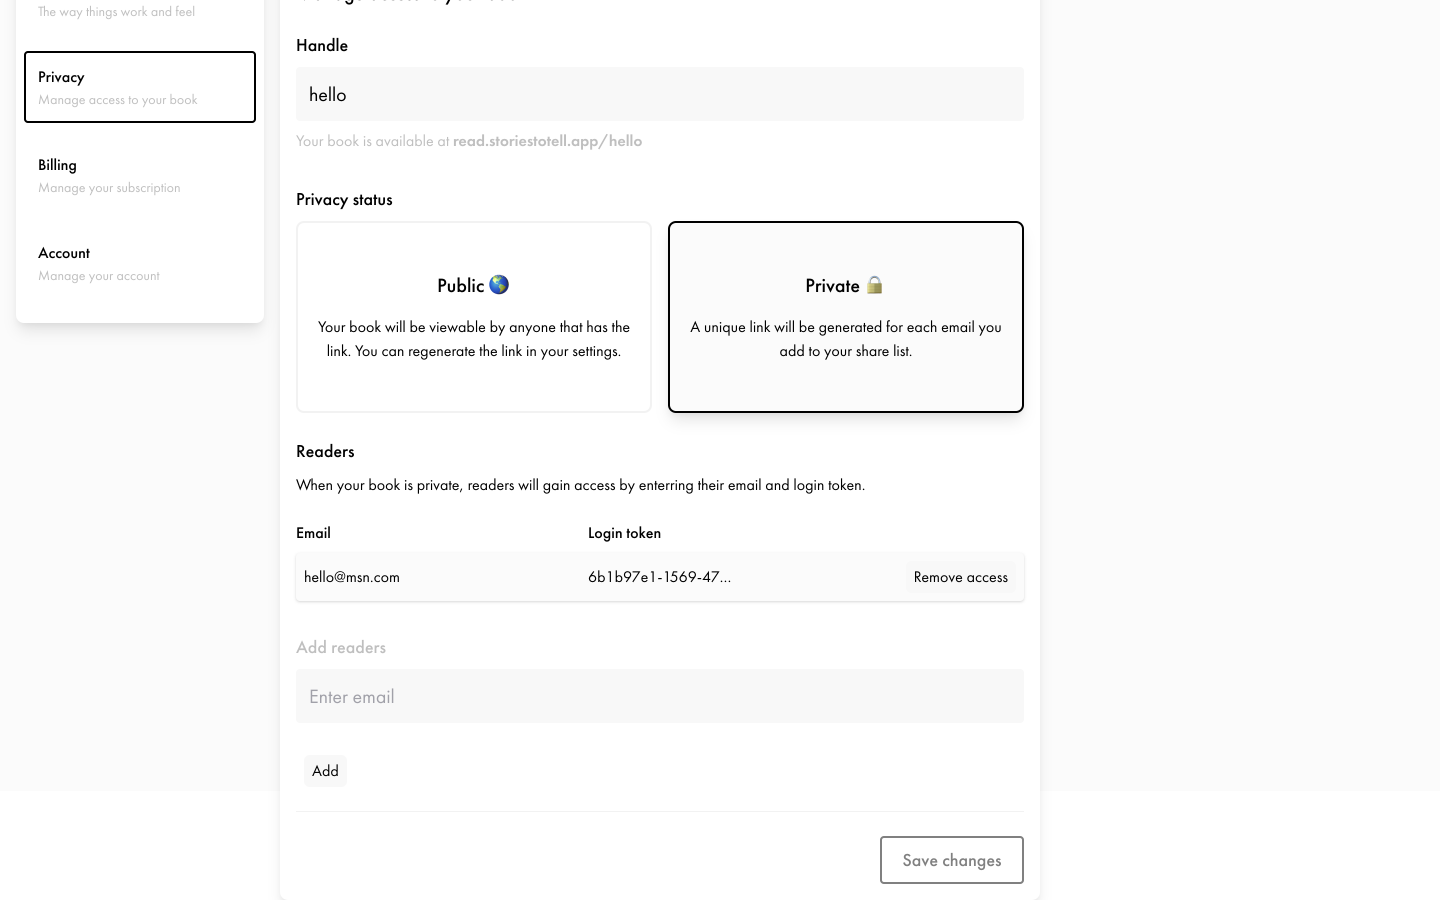 The way things work and feel
Privacy
Manage access to your book
Billing
Manage your subscription
Account
Manage your account
Handle
hello
Your book is available at read.storiestotell.app/hello
Privacy status
Public 🌎
Your book will be viewable by anyone that has the
link. You can regenerate the link in your settings.
Private 🔒
A unique link will be generated for each email you
add to your share list.
Readers
When your book is private, readers will gain access by enterring their email and login token.
Email Login token
hello@msn.com 6b1b97e1-1569-47... Remove access
Add readers
Enter email
Add
Save changes